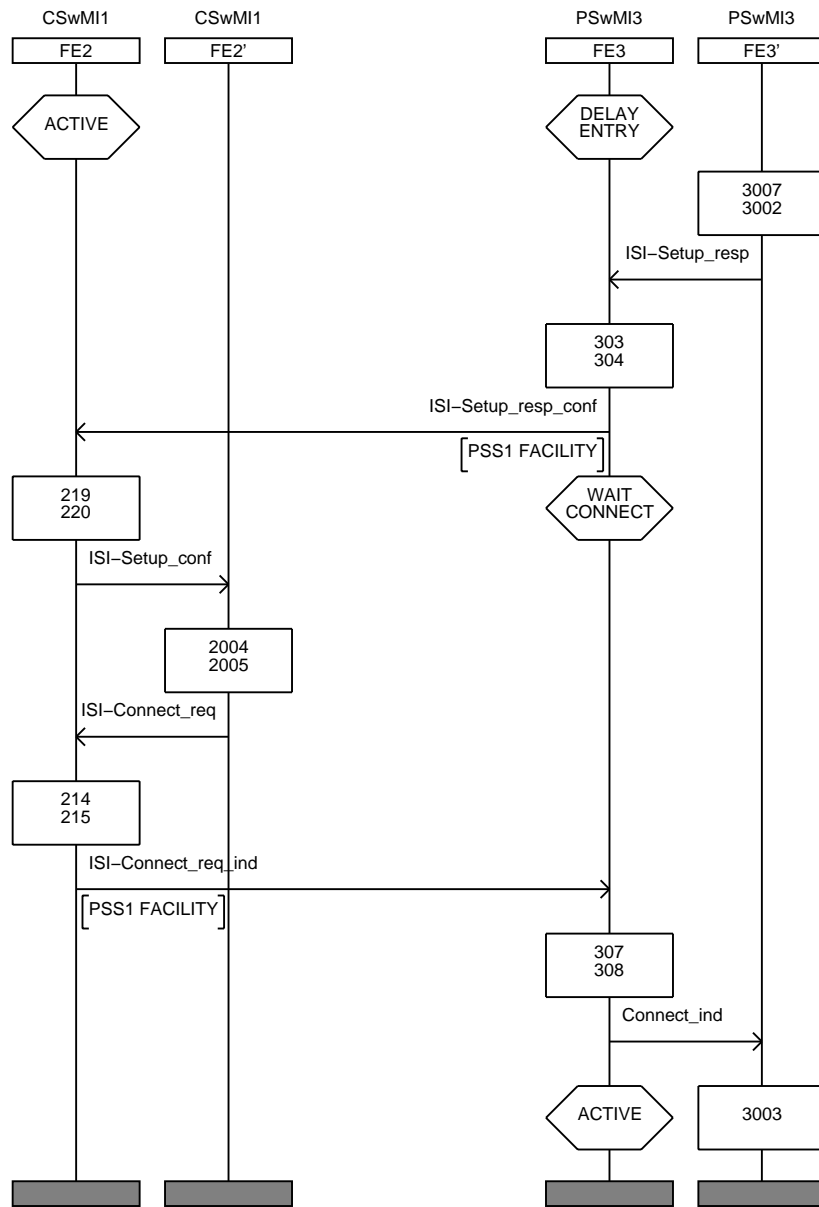 CSwMI1
CSwMI1
PSwMI3
PSwMI3
FE2
FE2’
FE3
FE3’
ACTIVE
DELAY
ENTRY
3007
3002
ISI−Setup_resp
303
304
ISI−Setup_resp_conf
PSS1 FACILITY
219
220
WAIT
CONNECT
ISI−Setup_conf
2004
2005
ISI−Connect_req
214
215
ISI−Connect_req_ind
PSS1 FACILITY
307
308
Connect_ind
ACTIVE
3003